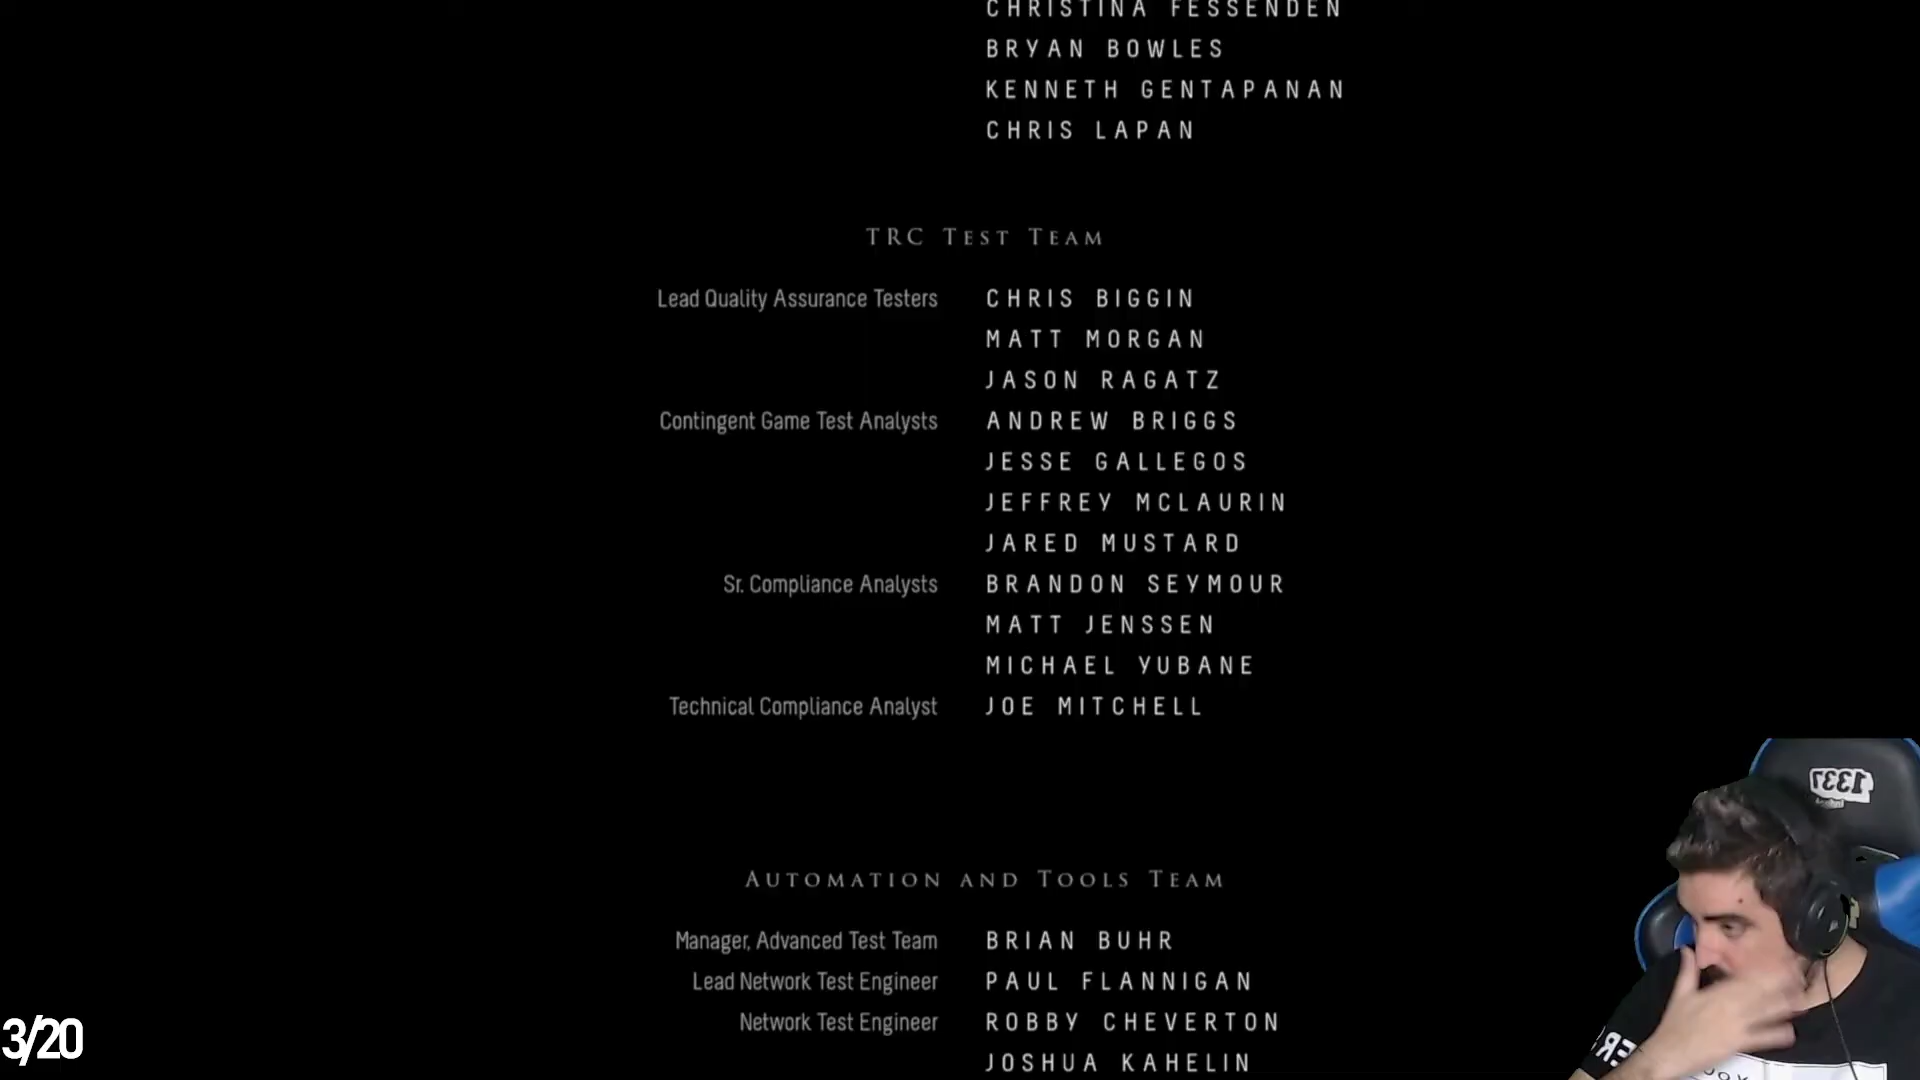 CHRISTINA FESSENDEN
BRYAN BOWLES
KENNETH GENTAPANAN
CHRIS LAPAN
TRC TEST TEAM
Lead Quality Assurance Testers CHRIS BIGGIN
MATT MORGAN
JASON RAGATZ
Contingent Game Test Analysts ANDREW BRIGGS
JESSE GALLEGOS
JEFFREY MCLAURIN
JARED MUSTARD
Sr. Compliance Analysts BRANDON SEYMOUR
MATT JENSSEN
MICHAEL YUBANE
Technical Compliance Analyst JOE MITCHELL
1337
AUTOMATION AND TOOLS TEAM
Manager, Advanced Test Team BRIAN BUHR
Lead Network Test Engineer PAUL FLANNIGAN
Network Test Engineer ROBBY CHEVERTON
JOSHUA KAHELIN
3/20